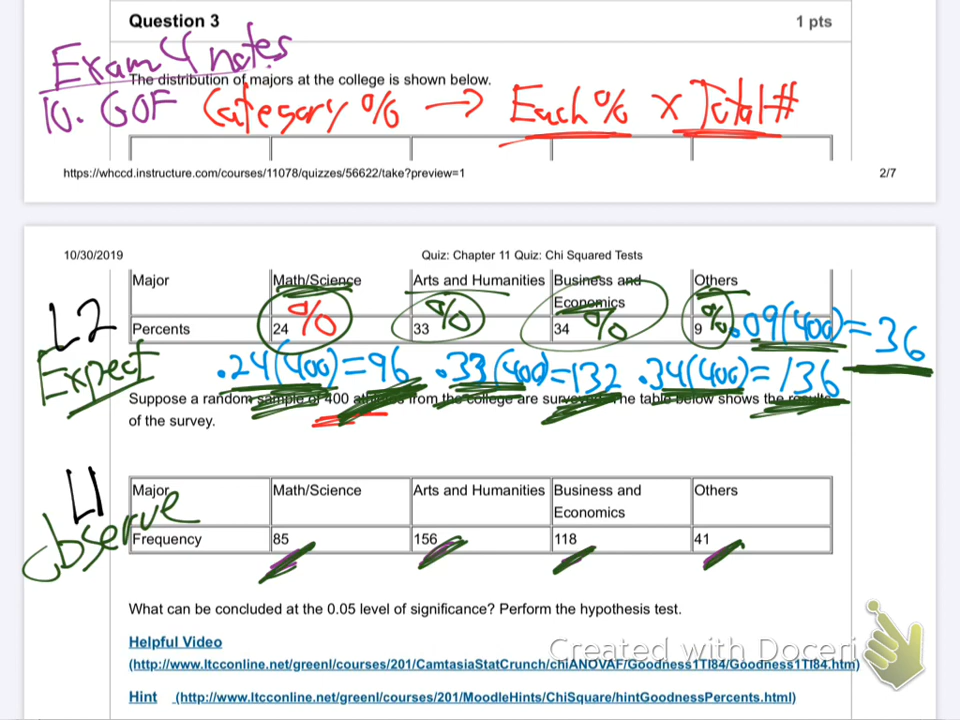 Question 3
1 pts
Exam 4 notes
The distribution of majors at the college is shown below.
10. GOF Category % → Each % x Total #
https://whccd.instructure.com/courses/11078/quizzes/56622/take?preview=1
2/7
10/30/2019
Quiz: Chapter 11 Quiz: Chi Squared Tests
Major Math/Science Arts and Humanities Business and Economics Others
L2
Percents 24 % 33 % 34 % 9 % .09(400)=36
Expect .24(400)=96 .33(400)=132 .34(400)=136
Suppose a random sample of 400 athletes from the college are surveyed. The table below shows the results
of the survey.
L1
Major Math/Science Arts and Humanities Business and Economics Others
Observe
Frequency 85 156 118 41
What can be concluded at the 0.05 level of significance? Perform the hypothesis test.
Created with Doceri
Helpful Video
(http://www.ltcconline.net/greenl/courses/201/CamtasiaStatCrunch/chiANOVAF/Goodness1TI84/Goodness1TI84.htm)
Hint (http://www.ltcconline.net/greenl/courses/201/MoodleHints/ChiSquare/hintGoodnessPercents.html)